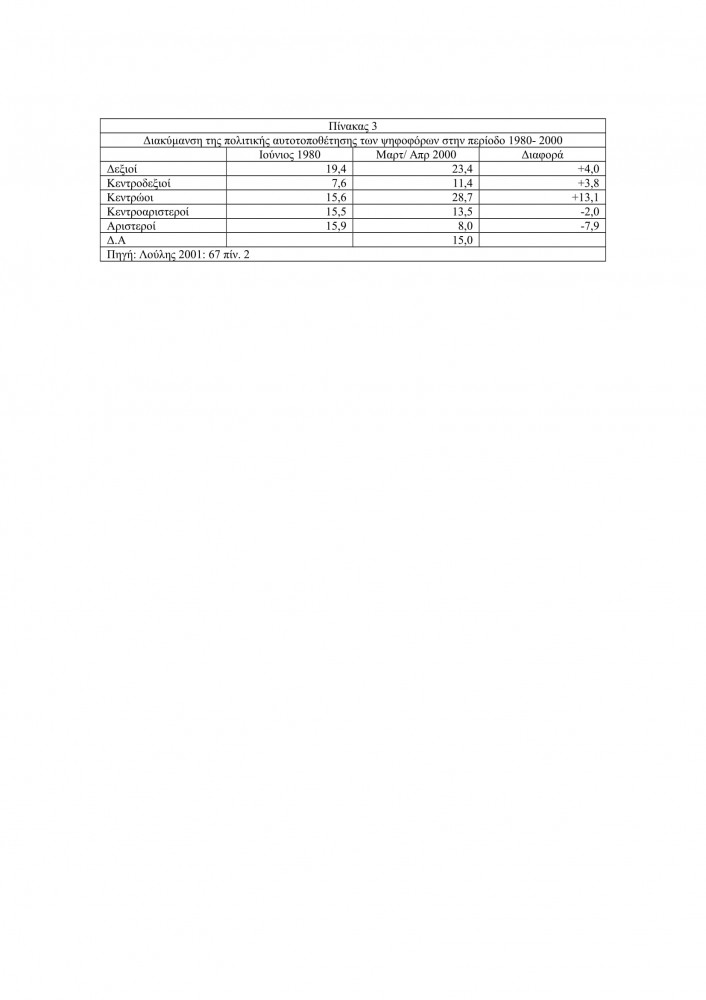 Πίνακας 3
Διακύμανση της πολιτικής αυτοτοποθέτησης των ψηφοφόρων στην περίοδο 1980- 2000
Ιούνιος 1980 Μαρτ/ Απρ 2000 Διαφορά
Δεξιοί 19,4 23,4 +4,0
Κεντροδεξιοί 7,6 11,4 +3,8
Κεντρώοι 15,6 28,7 +13,1
Κεντροαριστεροί 15,5 13,5 -2,0
Αριστεροί 15,9 8,0 -7,9
Δ.Α 15,0
Πηγή: Λούλης 2001: 67 πίν. 2